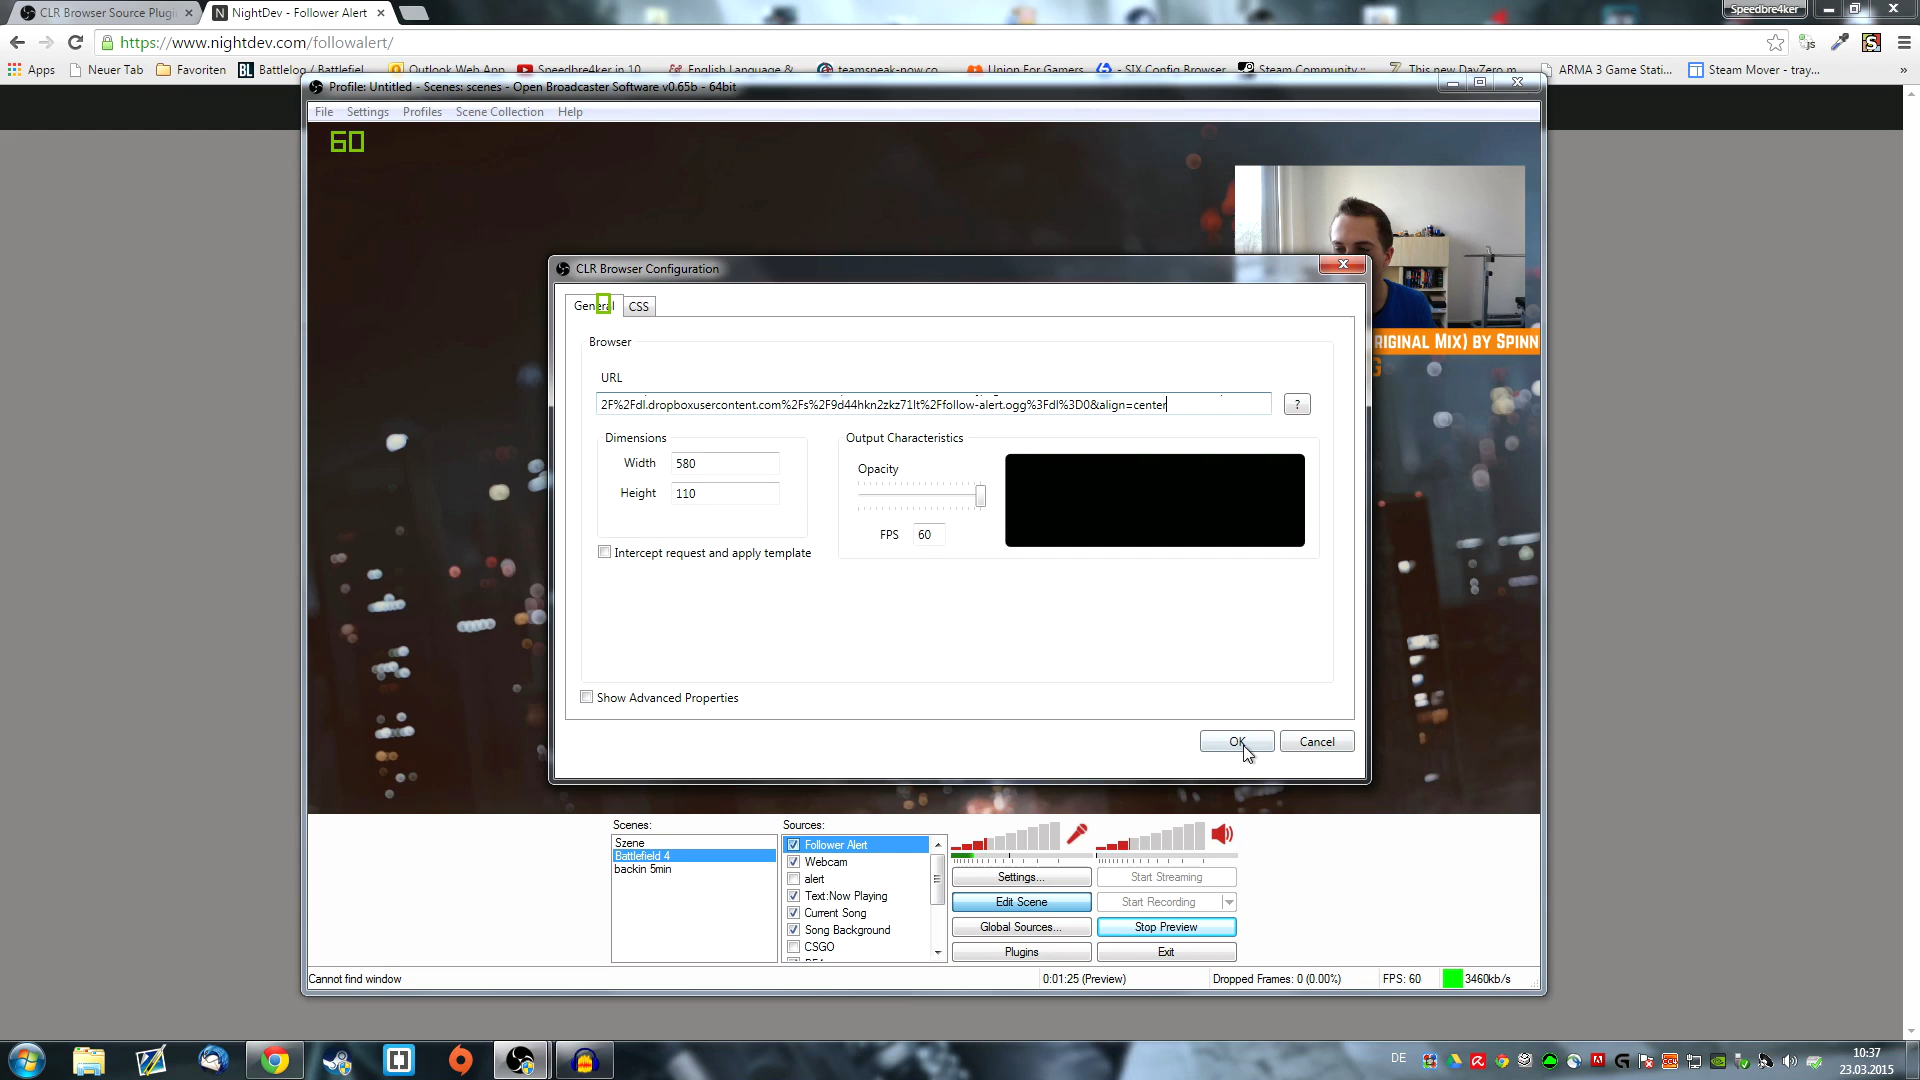 CLR Browser Source Plugi
NightDev - Follower Alert
Speedbre4ker
https://www.nightdev.com/followalert/
Apps
Neuer Tab
Favoriten
Battlelog / Battlefiel
Outlook Web App
Speedbre4ker in 10
English Language &
teamspeak-now.co
Union For Gamers
- SIX Config Browser
Steam Community ::
This new DayZero m
ARMA 3 Game Stati...
Steam Mover - tray...
»
Profile: Untitled - Scenes: scenes - Open Broadcaster Software v0.65b - 64bit
File Settings Profiles Scene Collection Help
60
CLR Browser Configuration
General CSS
RIGINAL MIX) BY SPINN
Browser
URL
2F%2Fdl.dropboxusercontent.com%2Fs%2F9d44hkn2zkz71lt%2Ffollow-alert.ogg%3Fdl%3D0&align=center
?
Dimensions
Width 580
Height 110
Output Characteristics
Opacity
FPS 60
Intercept request and apply template
Show Advanced Properties
OK
Cancel
Scenes:
Szene
Battlefield 4
backin 5min
Sources:
Follower Alert
Webcam
alert
Text:Now Playing
Current Song
Song Background
CSGO
Settings...
Start Streaming
Edit Scene
Start Recording
Global Sources...
Stop Preview
Plugins
Exit
Cannot find window
0:01:25 (Preview)
Dropped Frames: 0 (0.00%)
FPS: 60
3460kb/s
DE
10:37
23.03.2015